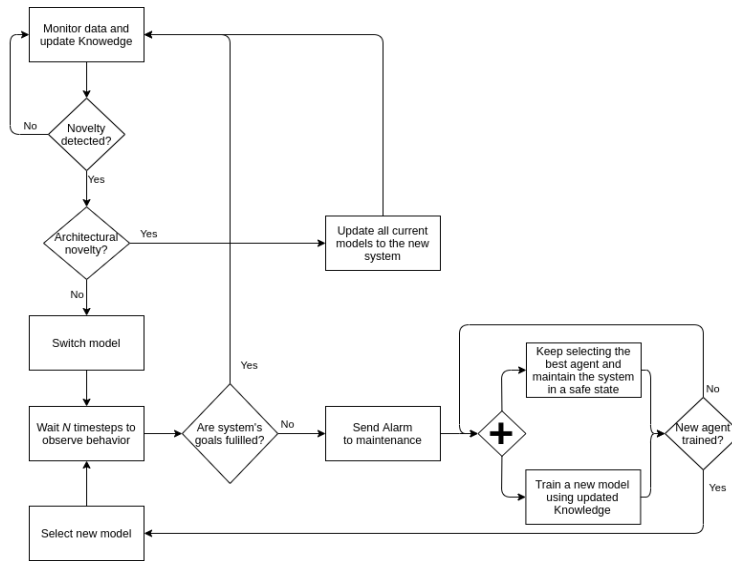 Monitor data and
update Knowedge
No
Novelty
detected?
Yes
Architectural
novelty?
Yes
Update all current
models to the new
system
No
Switch model
Yes
Keep selecting the
best agent and
maintain the system
in a safe state
No
Wait N timesteps to
observe behavior
Are system's
goals fulilled?
No
Send Alarm
to maintenance
New agent
trained?
Train a new model
using updated
Knowledge
Yes
Select new model